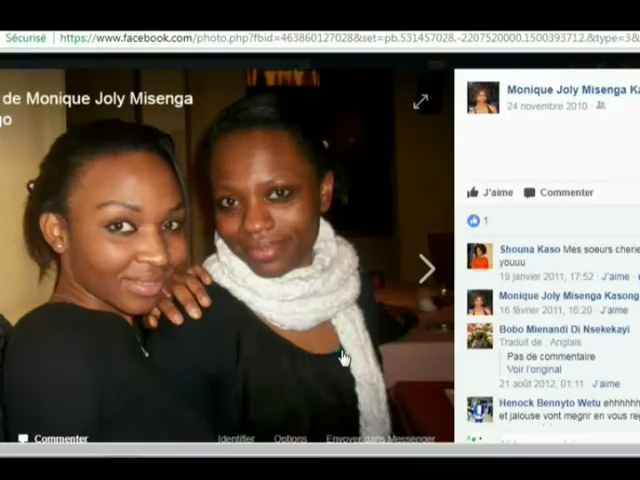 Sécurisé https://www.facebook.com/photo.php?fbid=463860127028&set=pb.531457028.-2207520000.1500393712.&type=3&
de Monique Joly Misenga
go
Monique Joly Misenga Ka
24 novembre 2010
J'aime Commenter
1
Shouna Kaso Mes soeurs cherie
youuu
19 janvier 2011, 17:52 · J'aime
Monique Joly Misenga Kasong
16 février 2011, 16:20 J'aime
Bobo Mienandi Di Nsekekayi
Traduit de : Anglais
Pas de commentaire
Voir l'original
21 août 2012, 01:11 J'aime
Henock Bennyto Wetu ehhhhhh
et jalouse vont megrir en vous reg
Commenter Identifier Options Envoyer dans Messenger